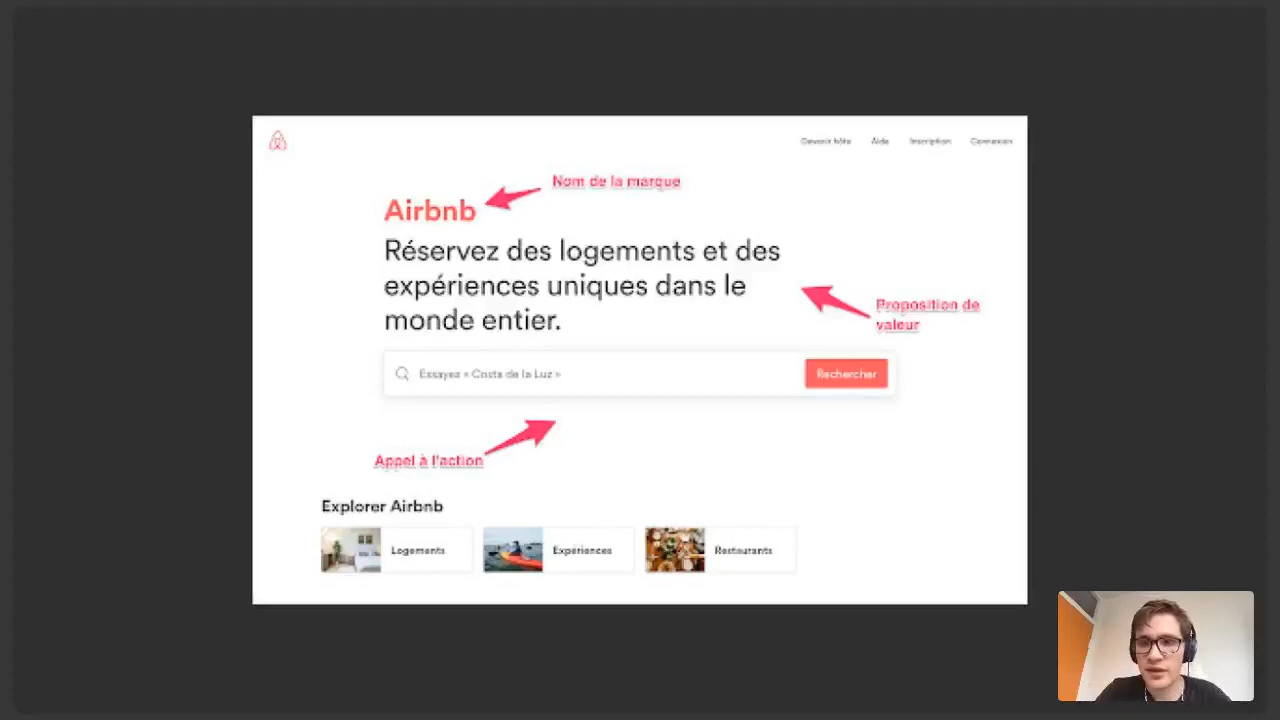 Devenir hôte Aide Inscription Connexion
Nom de la marque
Airbnb
Réservez des logements et des
expériences uniques dans le
monde entier.
Proposition de
valeur
Essayez « Costa de la Luz »
Rechercher
Appel à l'action
Explorer Airbnb
Logements
Expériences
Restaurants